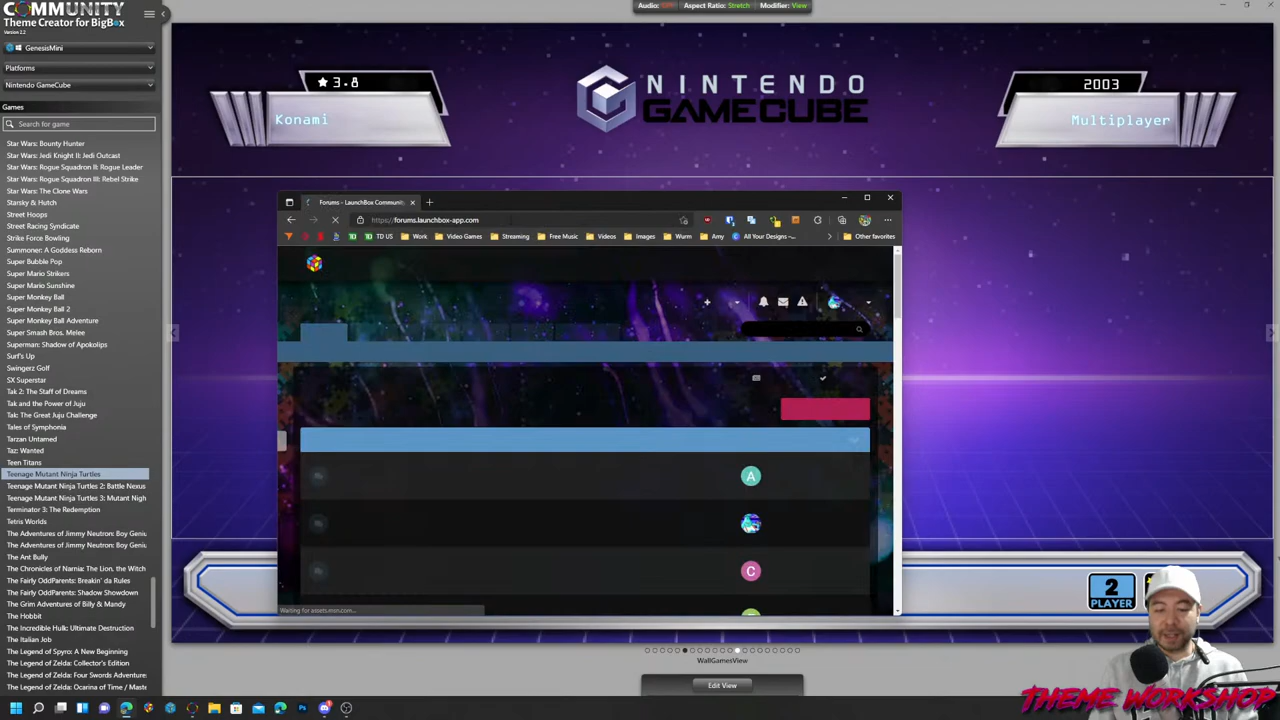 COMMUNITY
Theme Creator for BigBox
Version 2.2
GenesisMini
Platforms
Nintendo GameCube
Games
Search for game
Star Wars: Bounty Hunter
Star Wars: Jedi Knight II: Jedi Outcast
Star Wars: Rogue Squadron II: Rogue Leader
Star Wars: Rogue Squadron III: Rebel Strike
Star Wars: The Clone Wars
Starsky & Hutch
Street Hoops
Street Racing Syndicate
Strike Force Bowling
Summoner: A Goddess Reborn
Super Bubble Pop
Super Mario Strikers
Super Mario Sunshine
Super Monkey Ball
Super Monkey Ball 2
Super Monkey Ball Adventure
Super Smash Bros. Melee
Superman: Shadow of Apokolips
Surf's Up
Swingerz Golf
SX Superstar
Tak 2: The Staff of Dreams
Tak and the Power of Juju
Tak: The Great Juju Challenge
Tales of Symphonia
Tarzan Untamed
Taz: Wanted
Teen Titans
Teenage Mutant Ninja Turtles
Teenage Mutant Ninja Turtles 2: Battle Nexus
Teenage Mutant Ninja Turtles 3: Mutant Nigh
Terminator 3: The Redemption
Tetris Worlds
The Adventures of Jimmy Neutron: Boy Geniu
The Adventures of Jimmy Neutron: Boy Geniu
The Ant Bully
The Chronicles of Narnia: The Lion, the Witch
The Fairly OddParents: Breakin' da Rules
The Fairly OddParents: Shadow Showdown
The Grim Adventures of Billy & Mandy
The Hobbit
The Incredible Hulk: Ultimate Destruction
The Italian Job
The Legend of Spyro: A New Beginning
The Legend of Zelda: Collector's Edition
The Legend of Zelda: Four Swords Adventure
The Legend of Zelda: Ocarina of Time / Maste
Audio: OFF Aspect Ratio: Stretch Modifier: View
3.8
Konami
NINTENDO
GAMECUBE
2003
Multiplayer
Forums - LaunchBox Communit
https://forums.launchbox-app.com
TD
TD TD US Work Video Games Streaming Free Music Videos Images Wurm Amy All Your Designs -... Other favorites
A
C
Waiting for assets.msn.com...
2
PLAYER
WallGamesView
Edit View
THEME WORKSHOP